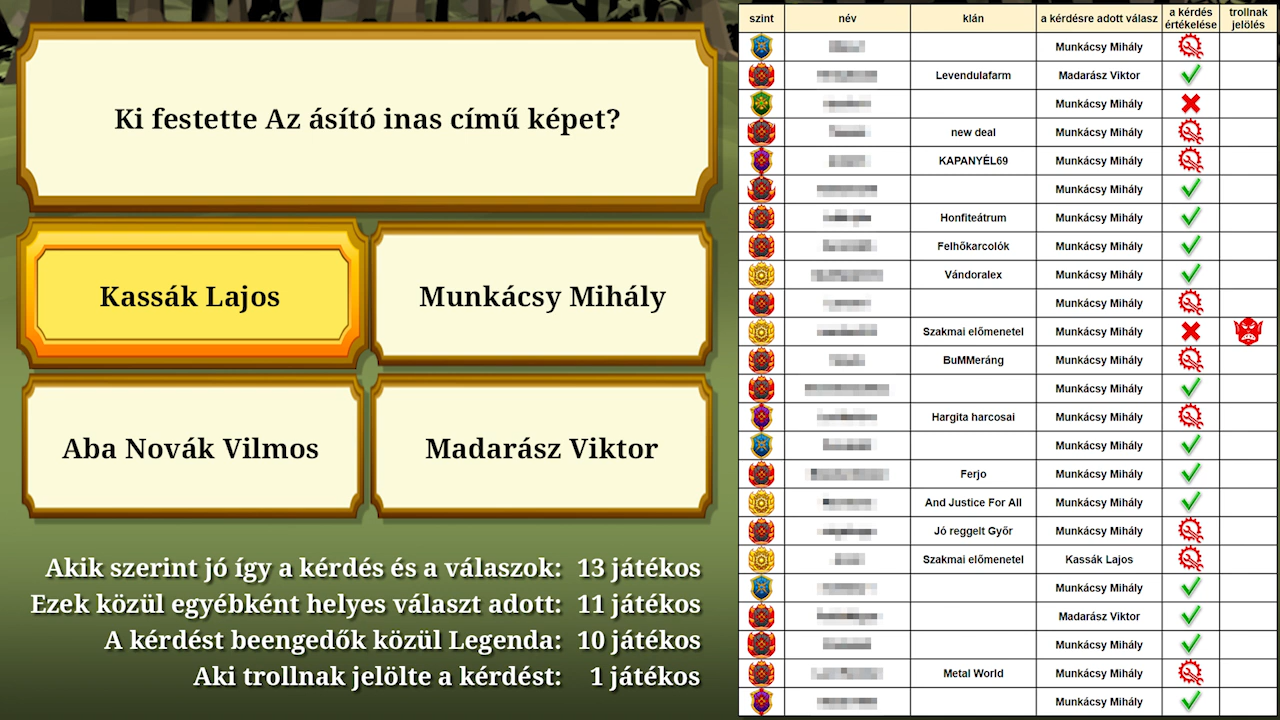 Ki festette Az ásító inas című képet?
Kassák Lajos
Munkácsy Mihály
Aba Novák Vilmos
Madarász Viktor
Akik szerint jó így a kérdés és a válaszok: 13 játékos
Ezek közül egyébként helyes választ adott: 11 játékos
A kérdést beengedők közül Legenda: 10 játékos
Aki trollnak jelölte a kérdést: 1 játékos
szint név klán a kérdésre adott válasz a kérdés értékelése trollnak jelölés
Munkácsy Mihály
Levendulafarm Madarász Viktor
Munkácsy Mihály
new deal Munkácsy Mihály
KAPANYÉL69 Munkácsy Mihály
Munkácsy Mihály
Honfiteátrum Munkácsy Mihály
Felhőkarcolók Munkácsy Mihály
Vándoralex Munkácsy Mihály
Munkácsy Mihály
Szakmai előmenetel Munkácsy Mihály
BuMMeráng Munkácsy Mihály
Munkácsy Mihály
Hargita harcosai Munkácsy Mihály
Munkácsy Mihály
Ferjo Munkácsy Mihály
And Justice For All Munkácsy Mihály
Jó reggelt Győr Munkácsy Mihály
Szakmai előmenetel Kassák Lajos
Munkácsy Mihály
Madarász Viktor
Munkácsy Mihály
Metal World Munkácsy Mihály
Munkácsy Mihály